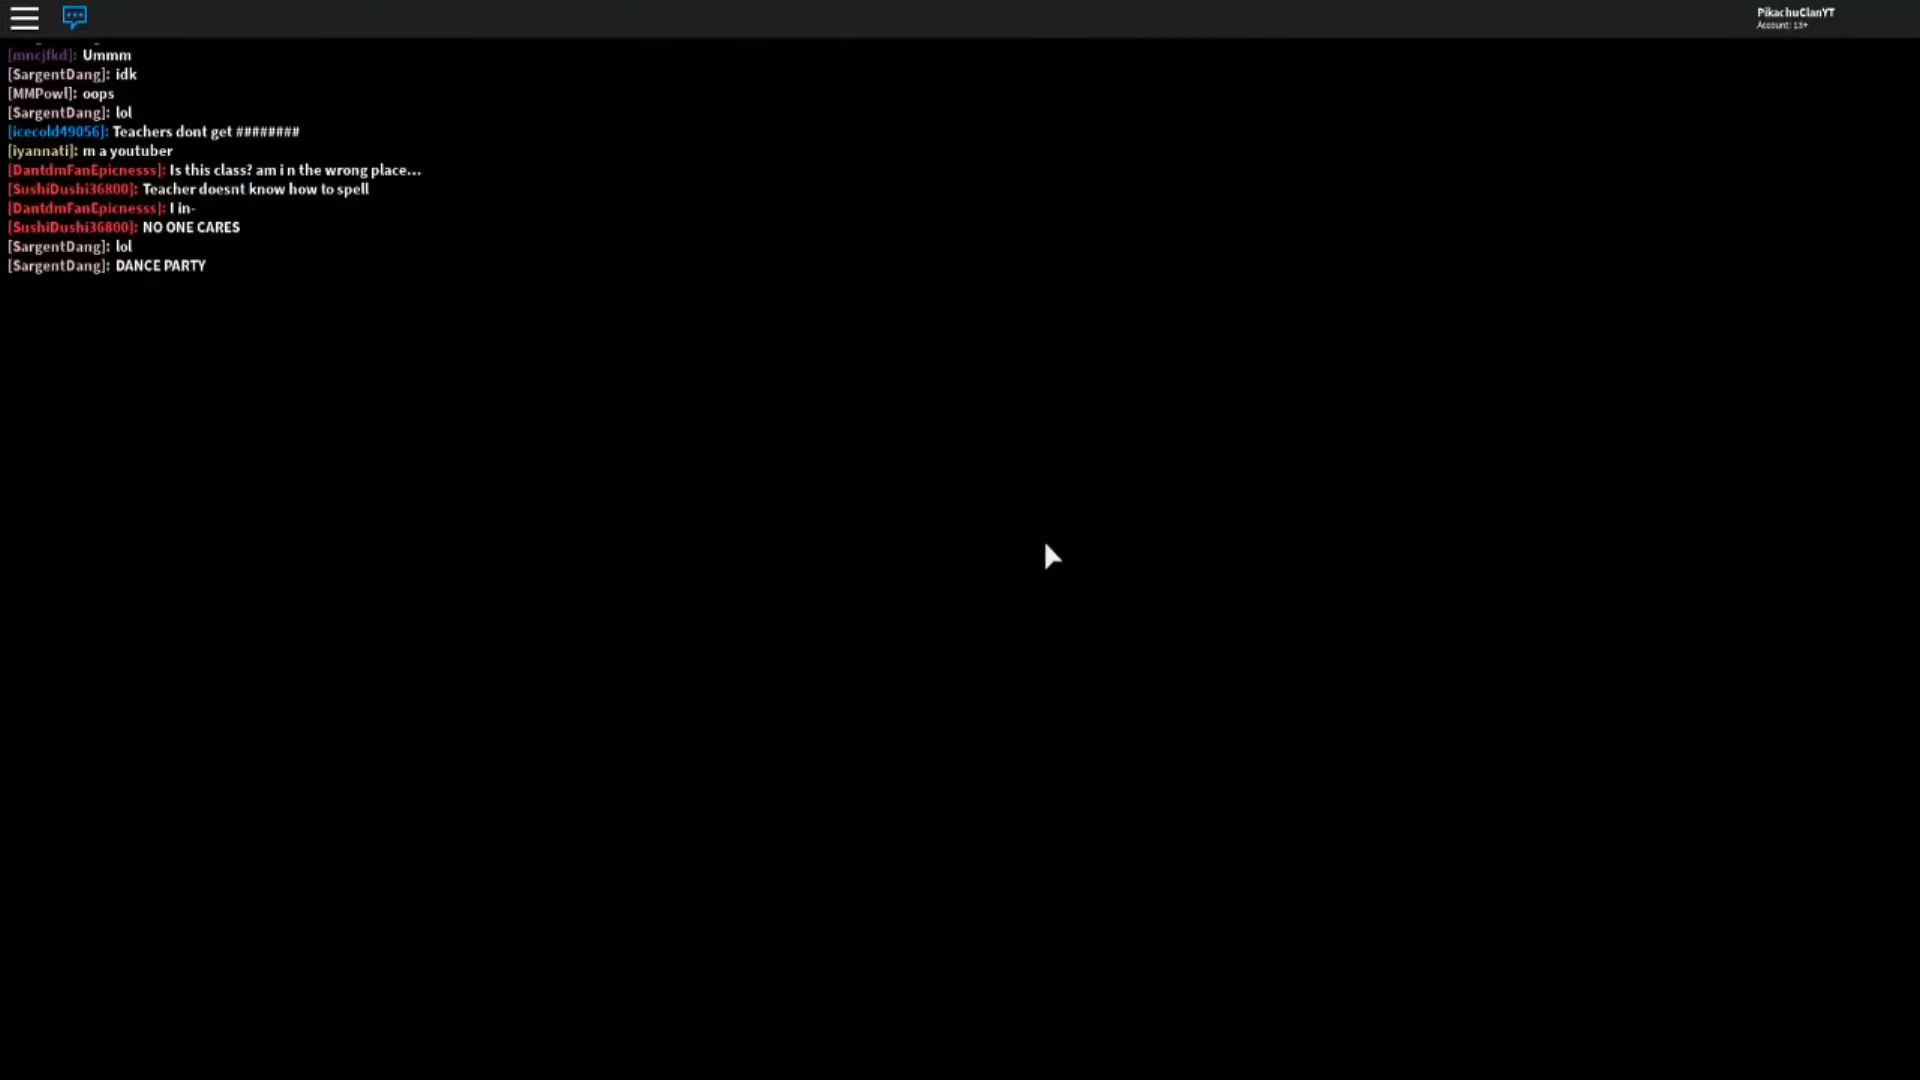 PikachuClanYT
Account: 13+
[mncjfkd]: Ummm
[SargentDang]: idk
[MMPowl]: oops
[SargentDang]: lol
[icecold49056]: Teachers dont get ########
[iyannati]: m a youtuber
[DantdmFanEpicnesss]: Is this class? am i n the wrong place...
[SushiDushi36800]: Teacher doesnt know how to spell
[DantdmFanEpicnesss]: I in-
[SushiDushi36800]: NO ONE CARES
[SargentDang]: lol
[SargentDang]: DANCE PARTY